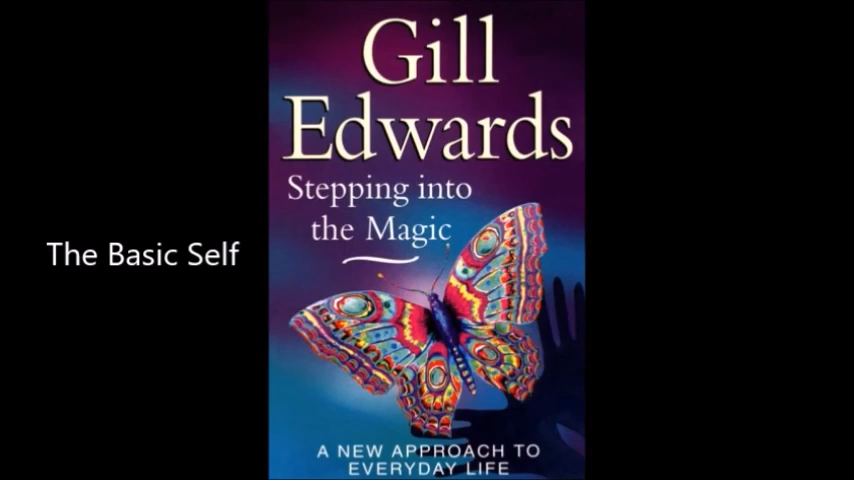 The Basic Self
Gill
Edwards
Stepping into
the Magic
A NEW APPROACH TO
EVERYDAY LIFE